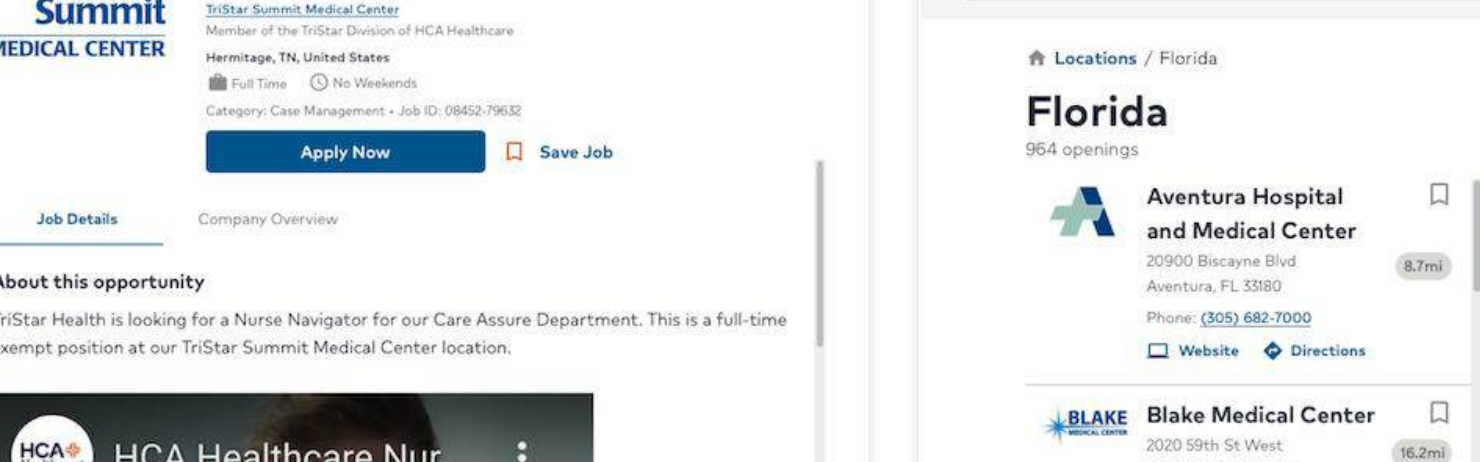 Summit
MEDICAL CENTER
TriStar Summit Medical Center
Member of the TriStar Division of HCA Healthcare
Hermitage, TN, United States
Full Time No Weekends
Category: Case Management • Job ID: 08452-79632
Apply Now Save Job
Job Details Company Overview
About this opportunity
TriStar Health is looking for a Nurse Navigator for our Care Assure Department. This is a full-time
exempt position at our TriStar Summit Medical Center location.
HCA
HCA Healthcare Nur
Locations / Florida
Florida
964 openings
Aventura Hospital
and Medical Center
20900 Biscayne Blvd
8.7mi
Aventura, FL 33180
Phone: (305) 682-7000
Website Directions
BLAKE
MEDICAL CENTER
Blake Medical Center
2020 59th St West
16.2mi